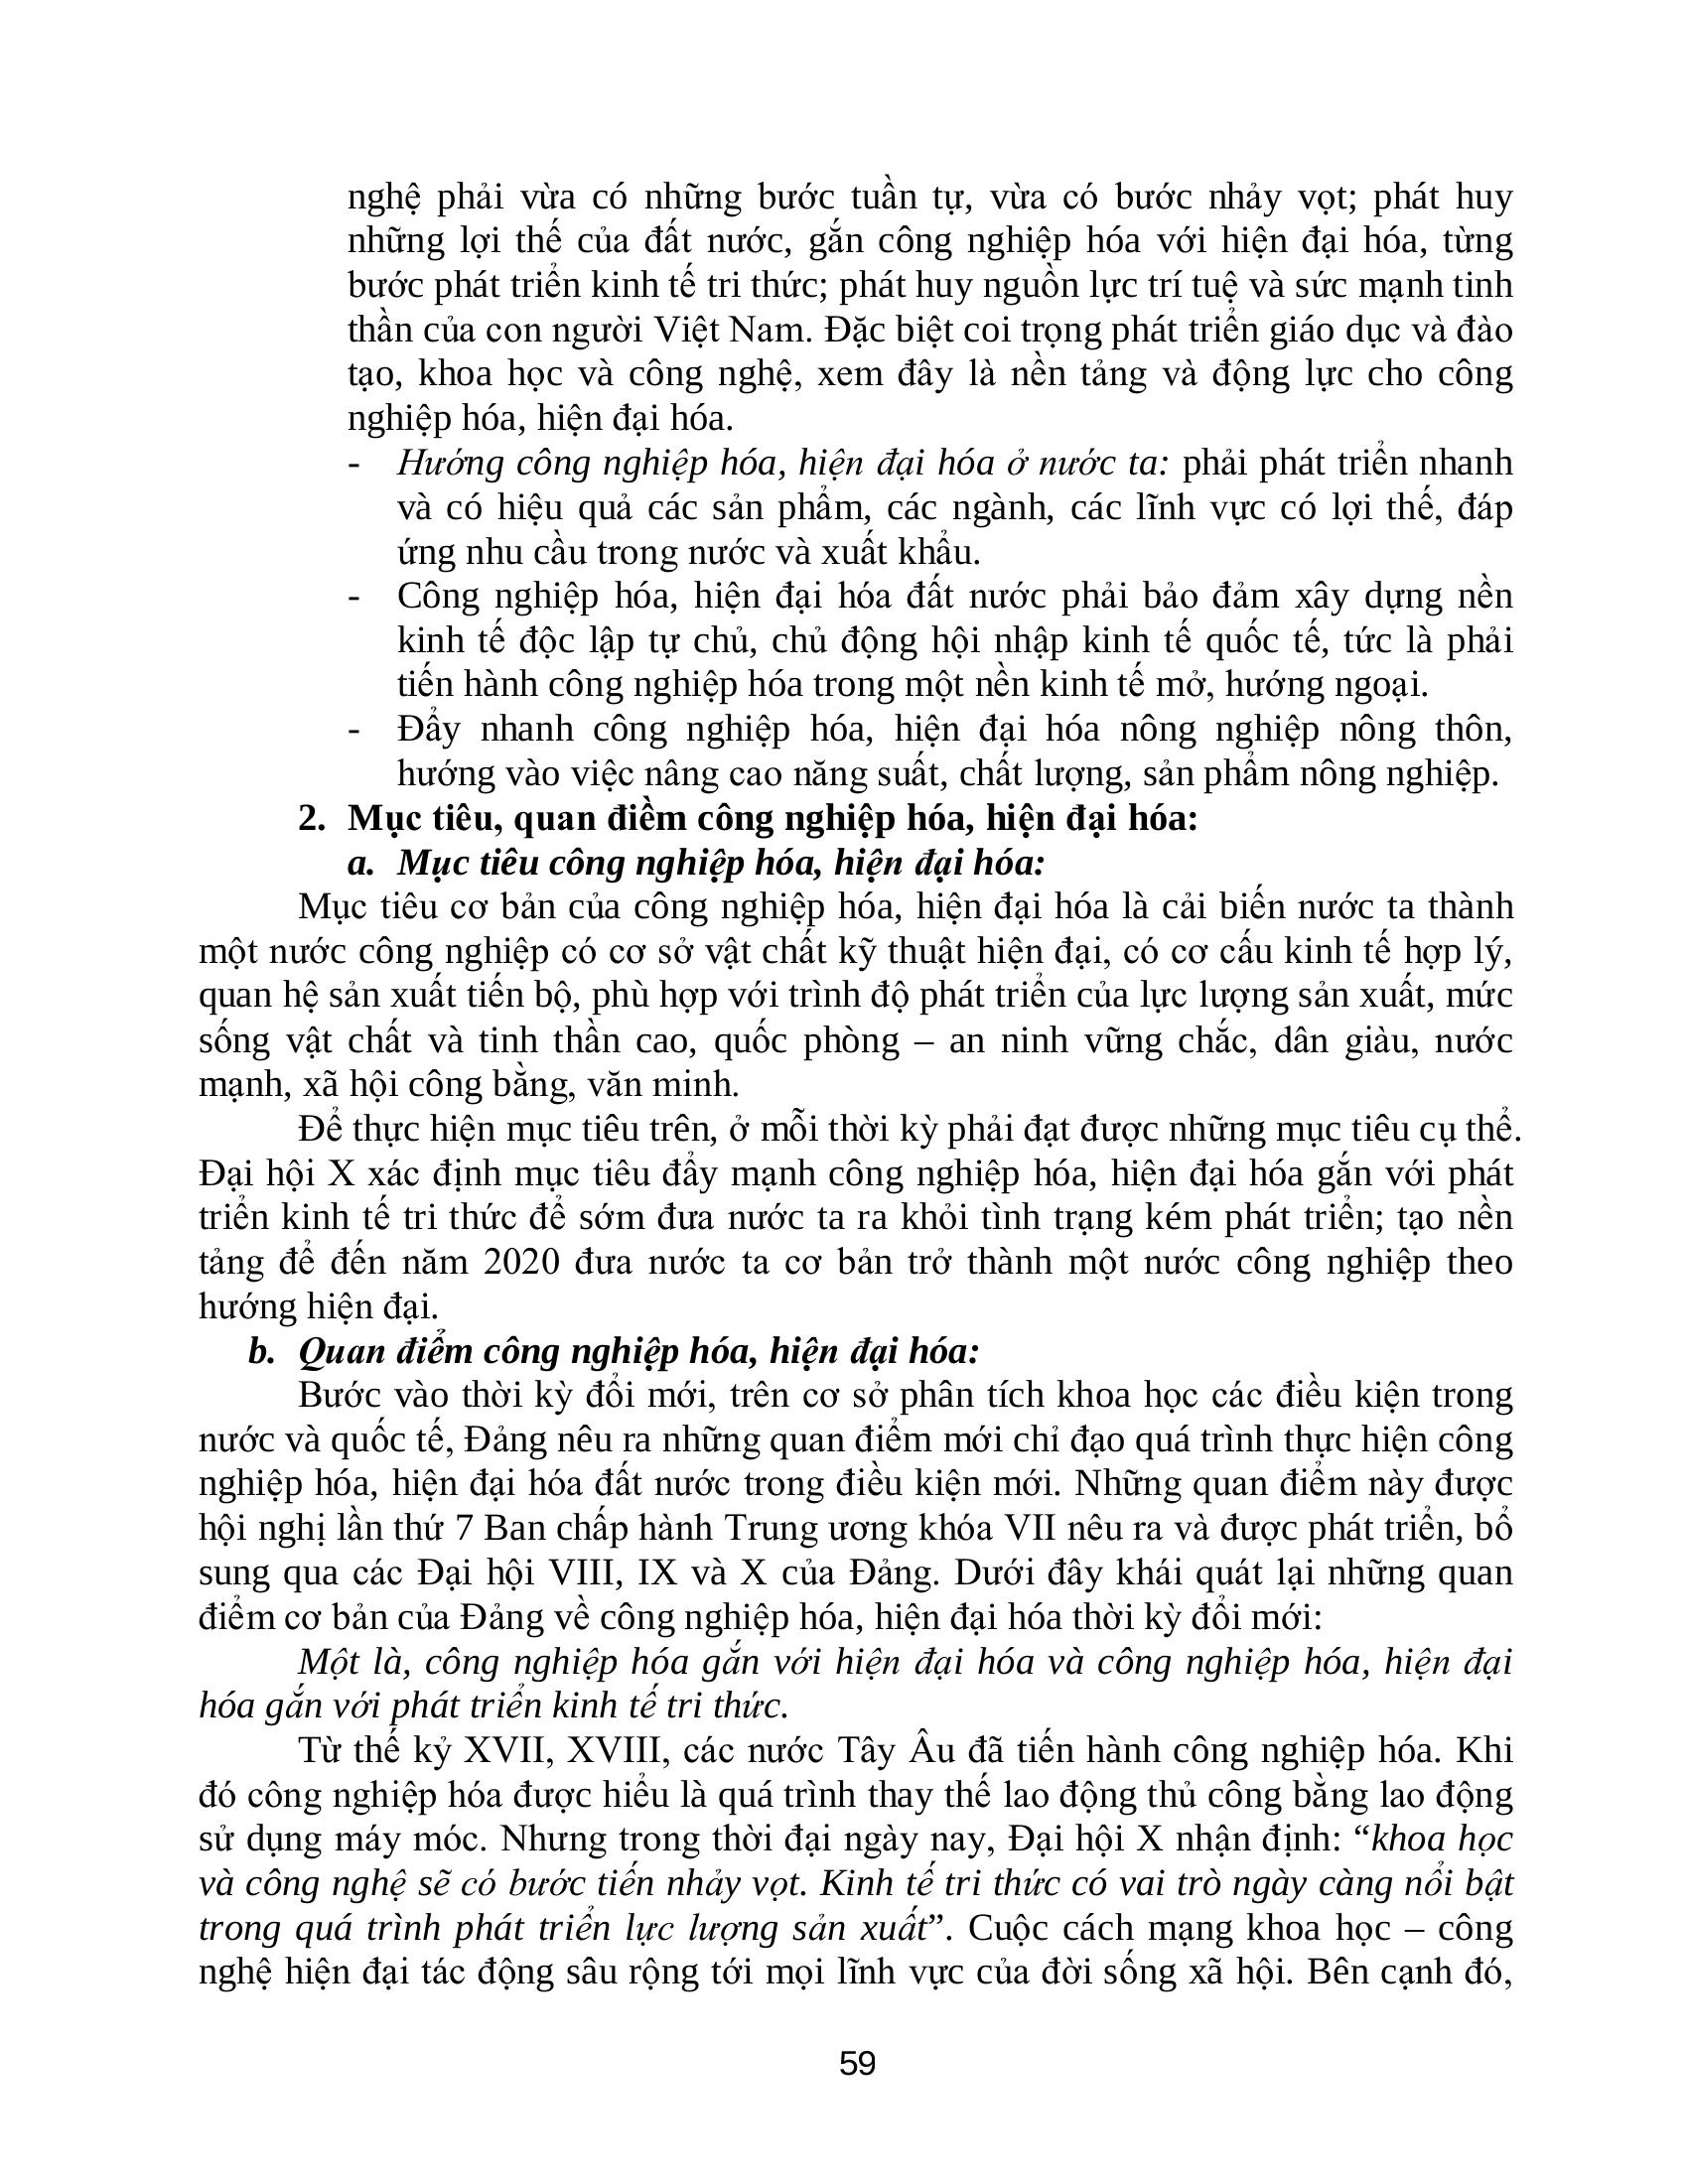 nghệ phải vừa có những bước tuần tự, vừa có bước nhảy vọt; phát huy
những lợi thế của đất nước, gắn công nghiệp hóa với hiện đại hóa, từng
bước phát triển kinh tế tri thức; phát huy nguồn lực trí tuệ và sức mạnh tinh
thần của con người Việt Nam. Đặc biệt coi trọng phát triển giáo dục và đào
tạo, khoa học và công nghệ, xem đây là nền tảng và động lực cho công
nghiệp hóa, hiện đại hóa.
- Hướng công nghiệp hóa, hiện đại hóa ở nước ta: phải phát triển nhanh
và có hiệu quả các sản phẩm, các ngành, các lĩnh vực có lợi thế, đáp
ứng nhu cầu trong nước và xuất khẩu.
- Công nghiệp hóa, hiện đại hóa đất nước phải bảo đảm xây dựng nền
kinh tế độc lập tự chủ, chủ động hội nhập kinh tế quốc tế, tức là phải
tiến hành công nghiệp hóa trong một nền kinh tế mở, hướng ngoại.
- Đẩy nhanh công nghiệp hóa, hiện đại hóa nông nghiệp nông thôn,
hướng vào việc nâng cao năng suất, chất lượng, sản phẩm nông nghiệp.
2. Mục tiêu, quan điềm công nghiệp hóa, hiện đại hóa:
a. Mục tiêu công nghiệp hóa, hiện đại hóa:
Mục tiêu cơ bản của công nghiệp hóa, hiện đại hóa là cải biến nước ta thành
một nước công nghiệp có cơ sở vật chất kỹ thuật hiện đại, có cơ cấu kinh tế hợp lý,
quan hệ sản xuất tiến bộ, phù hợp với trình độ phát triển của lực lượng sản xuất, mức
sống vật chất và tinh thần cao, quốc phòng – an ninh vững chắc, dân giàu, nước
mạnh, xã hội công bằng, văn minh.
Để thực hiện mục tiêu trên, ở mỗi thời kỳ phải đạt được những mục tiêu cụ thể.
Đại hội X xác định mục tiêu đẩy mạnh công nghiệp hóa, hiện đại hóa gắn với phát
triển kinh tế tri thức để sớm đưa nước ta ra khỏi tình trạng kém phát triển; tạo nền
tảng để đến năm 2020 đưa nước ta cơ bản trở thành một nước công nghiệp theo
hướng hiện đại.
b. Quan điểm công nghiệp hóa, hiện đại hóa:
Bước vào thời kỳ đổi mới, trên cơ sở phân tích khoa học các điều kiện trong
nước và quốc tế, Đảng nêu ra những quan điểm mới chỉ đạo quá trình thực hiện công
nghiệp hóa, hiện đại hóa đất nước trong điều kiện mới. Những quan điểm này được
hội nghị lần thứ 7 Ban chấp hành Trung ương khóa VII nêu ra và được phát triển, bổ
sung qua các Đại hội VIII, IX và X của Đảng. Dưới đây khái quát lại những quan
điểm cơ bản của Đảng về công nghiệp hóa, hiện đại hóa thời kỳ đổi mới:
Một là, công nghiệp hóa gắn với hiện đại hóa và công nghiệp hóa, hiện đại
hóa gắn với phát triển kinh tế tri thức.
Từ thế kỷ XVII, XVIII, các nước Tây Âu đã tiến hành công nghiệp hóa. Khi
đó công nghiệp hóa được hiểu là quá trình thay thế lao động thủ công bằng lao động
sử dụng máy móc. Nhưng trong thời đại ngày nay, Đại hội X nhận định: “khoa học
và công nghệ sẽ có bước tiến nhảy vọt. Kinh tế tri thức có vai trò ngày càng nổi bật
trong quá trình phát triển lực lượng sản xuất”. Cuộc cách mạng khoa học – công
nghệ hiện đại tác động sâu rộng tới mọi lĩnh vực của đời sống xã hội. Bên cạnh đó,
59